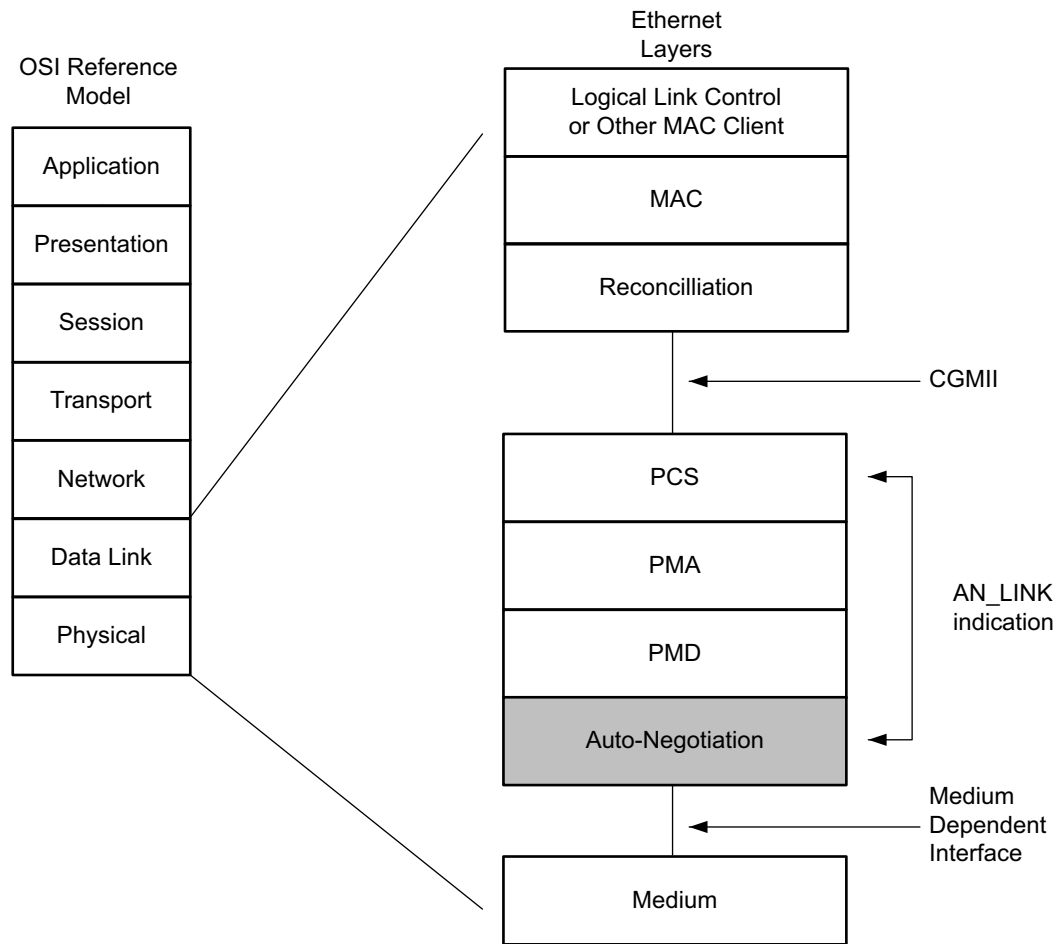 OSI Reference
Model
Application
Presentation
Session
Transport
Network
Data Link
Physical
Ethernet
Layers
Logical Link Control
or Other MAC Client
MAC
Reconcilliation
CGMII
PCS
PMA
PMD
Auto-Negotiation
AN_LINK
indication
Medium
Dependent
Interface
Medium